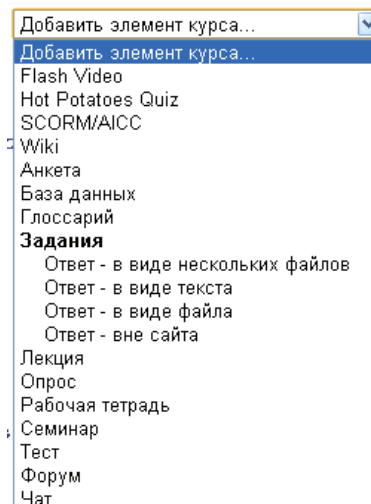 Добавить элемент курса...
Добавить элемент курса...
Flash Video
Hot Potatoes Quiz
SCORM/AICC
Wiki
Анкета
База данных
Глоссарий
Задания
Ответ - в виде нескольких файлов
Ответ - в виде текста
Ответ - в виде файла
Ответ - вне сайта
Лекция
Опрос
Рабочая тетрадь
Семинар
Тест
Форум
Чат